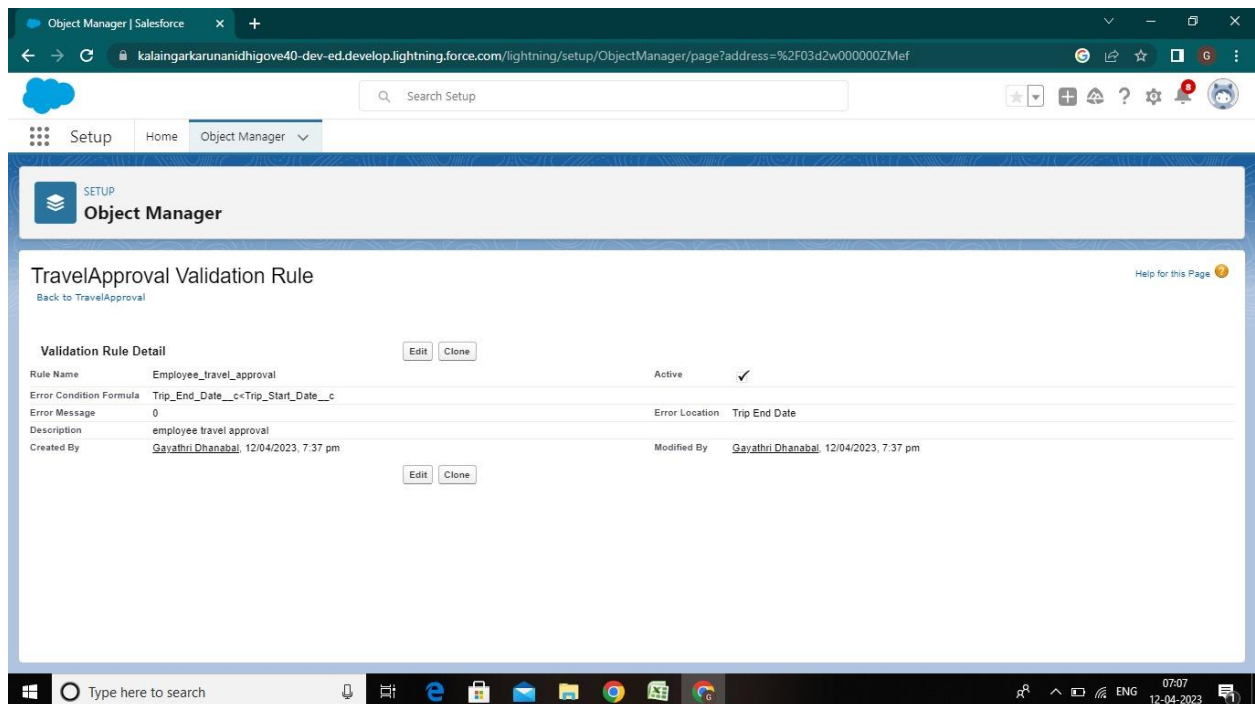 Object Manager | Salesforce
kalaingarkarunanidhigove40-dev-ed.develop.lightning.force.com/lightning/setup/ObjectManager/page?address=%2F03d2w000000ZMef
G
Search Setup
8
Setup Home Object Manager
SETUP
Object Manager
TravelApproval Validation Rule
Help for this Page
Back to TravelApproval
Validation Rule Detail Edit Clone
Rule Name Employee_travel_approval Active
Error Condition Formula Trip_End_Date__c<Trip_Start_Date__c
Error Message 0 Error Location Trip End Date
Description employee travel approval
Created By Gayathri Dhanabal, 12/04/2023, 7:37 pm Modified By Gayathri Dhanabal, 12/04/2023, 7:37 pm
Edit Clone
Type here to search
ENG
07:07
12-04-2023